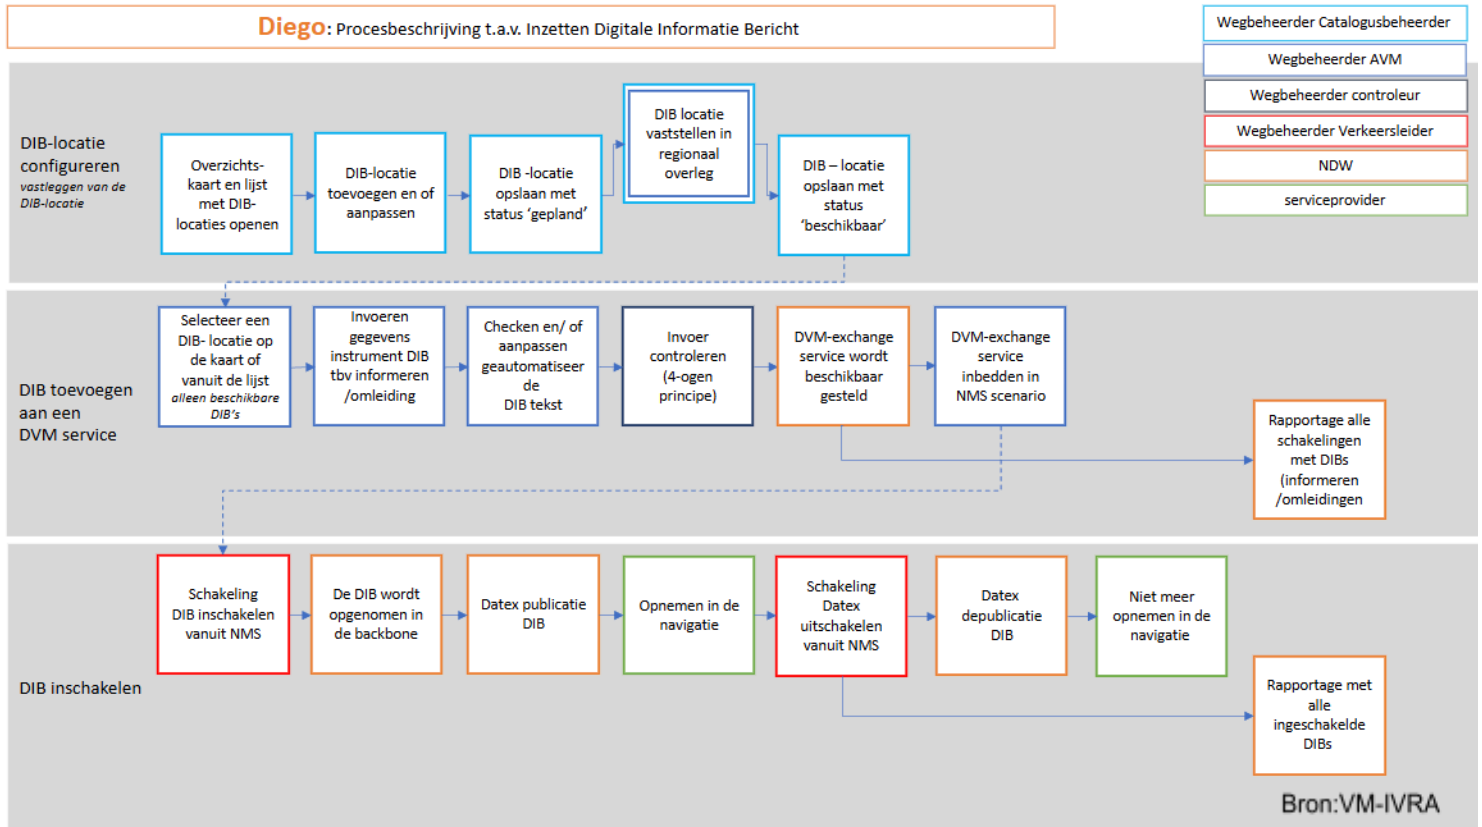 Diego: Procesbeschrijving t.a.v. Inzetten Digitale Informatie Bericht
Wegbeheerder Catalogusbeheerder
Wegbeheerder AVM
Wegbeheerder controleur
Wegbeheerder Verkeersleider
NDW
serviceprovider
DIB-locatie
configureren
vastleggen van de
DIB-locatie
Overzichts-
kaart en lijst
met DIB-
locaties openen
DIB-locatie
toevoegen en of
aanpassen
DIB -locatie
opslaan met
status ‘gepland’
DIB locatie
vaststellen in
regionaal
overleg
DIB – locatie
opslaan met
status
‘beschikbaar’
DIB toevoegen
aan een
DVM service
Selecteer een
DIB- locatie op
de kaart of
vanuit de lijst
alleen beschikbare
DIB’s
Invoeren
gegevens
instrument DIB
tbv informeren
/omleiding
Checken en/ of
aanpassen
geautomatiseer
de
DIB tekst
Invoer
controleren
(4-ogen
principe)
DVM-exchange
service wordt
beschikbaar
gesteld
DVM-exchange
service
inbedden in
NMS scenario
Rapportage alle
schakelingen
met DIBs
(informeren
/omleidingen
DIB inschakelen
Schakeling
DIB inschakelen
vanuit NMS
De DIB wordt
opgenomen in
de backbone
Datex publicatie
DIB
Opnemen in de
navigatie
Schakeling
Datex
uitschakelen
vanuit NMS
Datex
depublicatie
DIB
Niet meer
opnemen in de
navigatie
Rapportage met
alle
ingeschakelde
DIBs
Bron:VM-IVRA